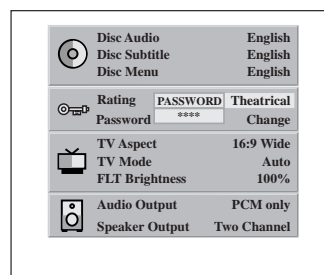 Disc Audio English
Disc Subtitle English
Disc Menu English
Rating PASSWORD Theatrical
Password **** Change
TV Aspect 16:9 Wide
TV Mode Auto
FLT Brightness 100%
Audio Output PCM only
Speaker Output Two Channel